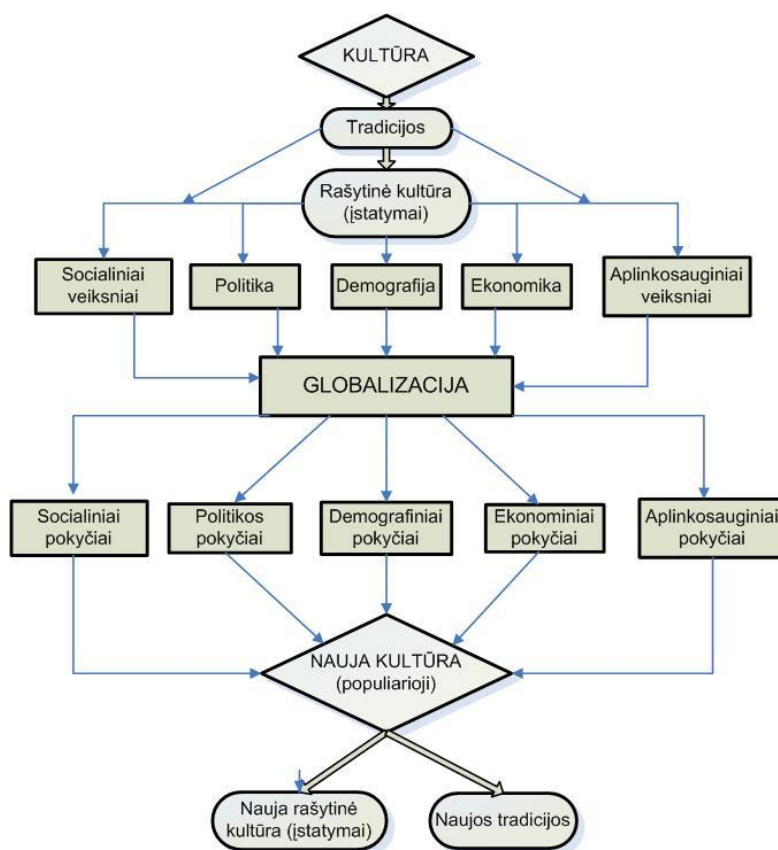 KULTŪRA
Tradicijos
Rašytinė kultūra
(įstatymai)
Socialiniai
veiksniai
Politika
Demografija
Ekonomika
Aplinkosauginiai
veiksniai
GLOBALIZACIJA
Socialiniai
pokyčiai
Politikos
pokyčiai
Demografiniai
pokyčiai
Ekonominiai
pokyčiai
Aplinkosauginiai
pokyčiai
NAUJA KULTŪRA
(populiarioji)
Nauja rašytinė
kultūra (įstatymai)
Naujos tradicijos